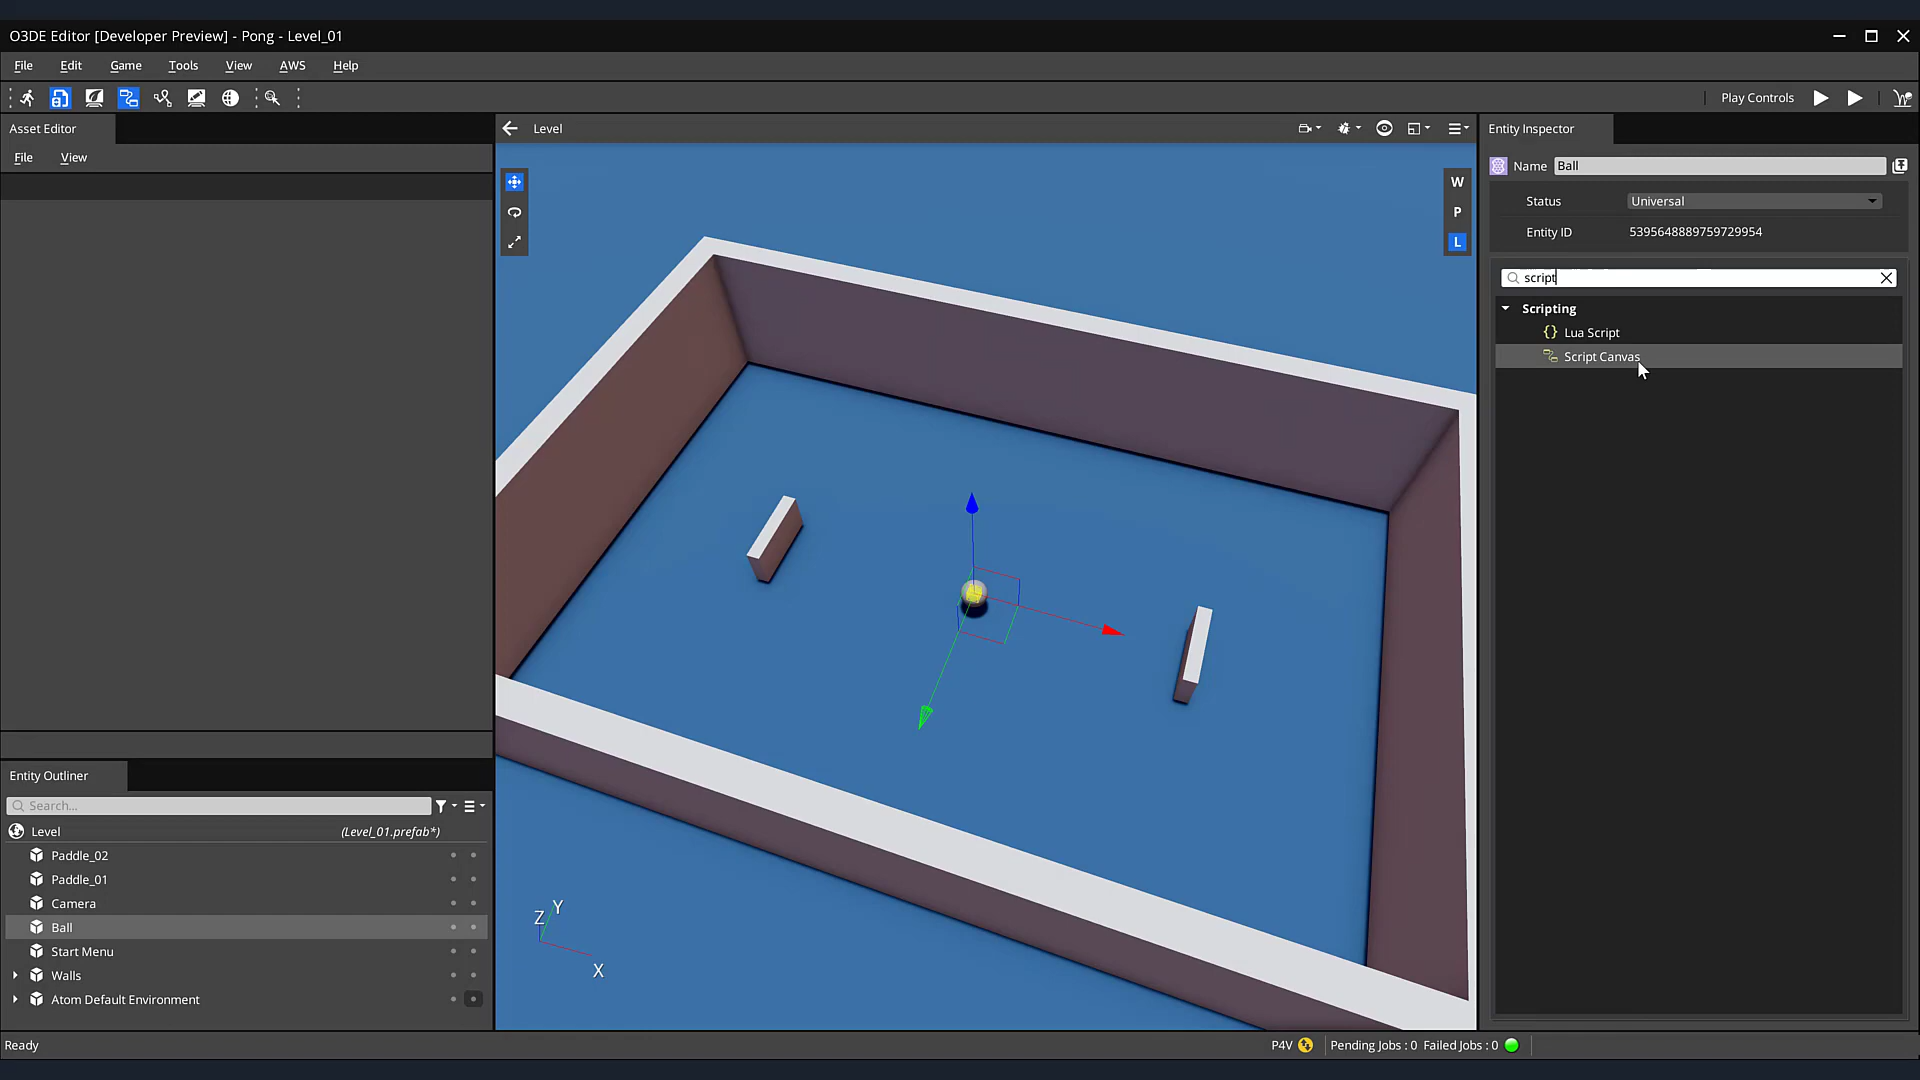 O3DE Editor [Developer Preview] - Pong - Level_01
File Edit Game Tools View AWS Help
Play Controls
Asset Editor
File View
Level
W
P
L
Entity Inspector
Name Ball
Status Universal
Entity ID 5395648889759729954
script
Scripting
Lua Script
Script Canvas
Z Y
X
Entity Outliner
Search...
Level (Level_01.prefab*)
Paddle_02
Paddle_01
Camera
Ball
Start Menu
Walls
Atom Default Environment
Ready
P4V Pending Jobs : 0 Failed Jobs : 0